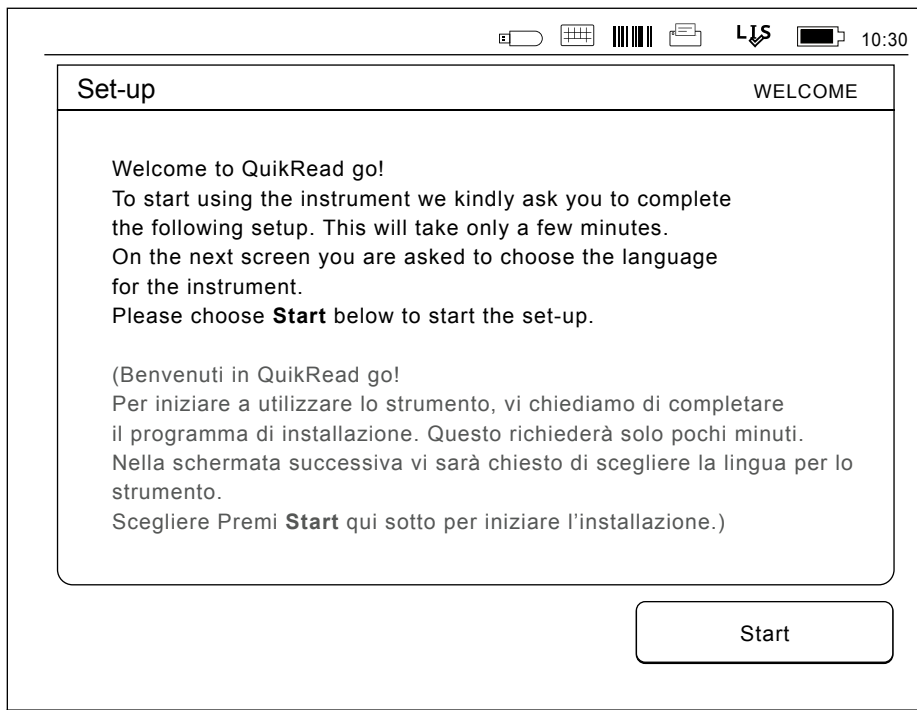 LIS 10:30
Set-up WELCOME
Welcome to QuikRead go!
To start using the instrument we kindly ask you to complete
the following setup. This will take only a few minutes.
On the next screen you are asked to choose the language
for the instrument.
Please choose Start below to start the set-up.
(Benvenuti in QuikRead go!
Per iniziare a utilizzare lo strumento, vi chiediamo di completare
il programma di installazione. Questo richiederà solo pochi minuti.
Nella schermata successiva vi sarà chiesto di scegliere la lingua per lo
strumento.
Scegliere Premi Start qui sotto per iniziare l’installazione.)
Start